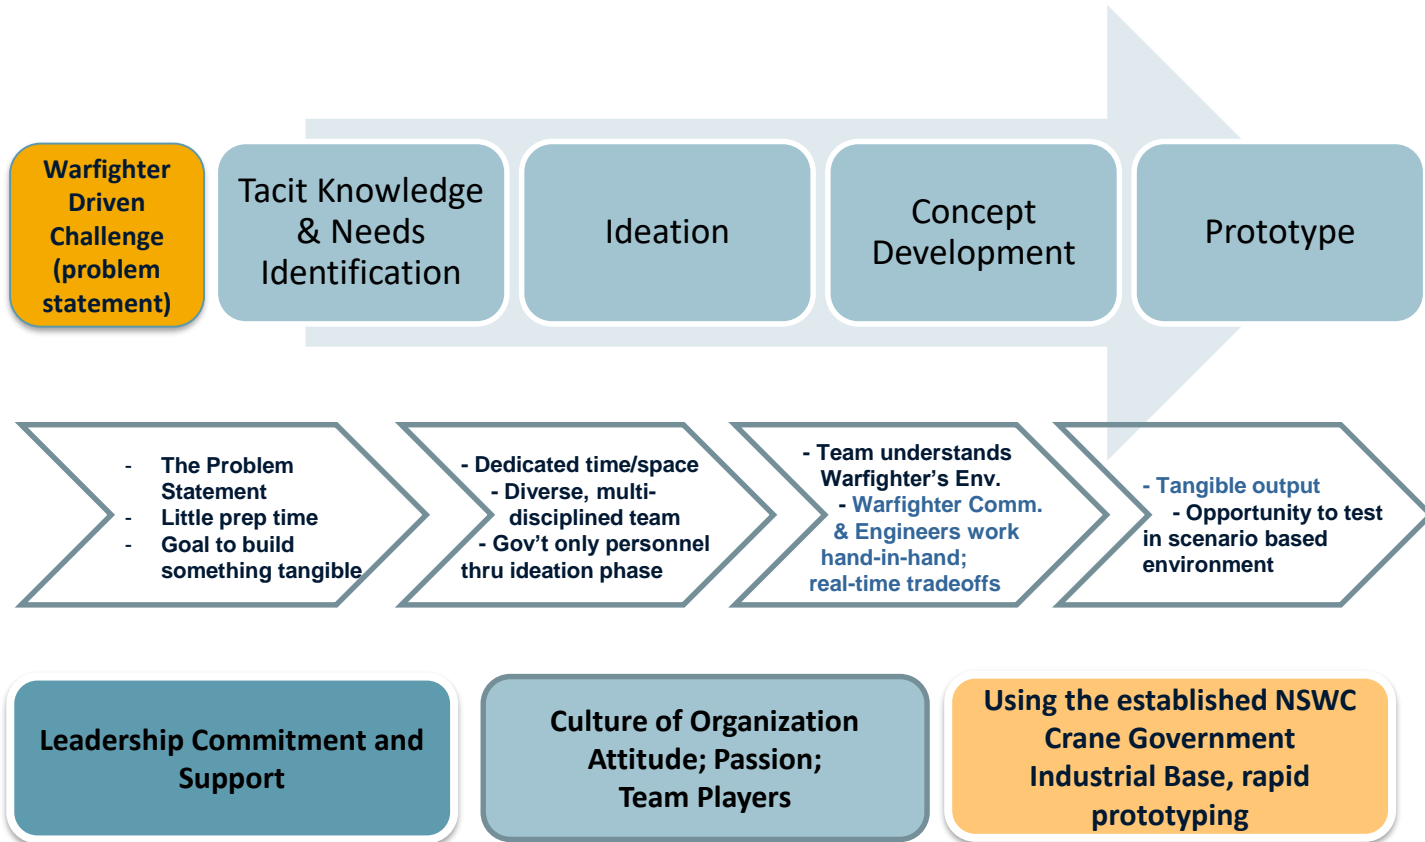 Warfighter
Driven
Challenge
(problem
statement)
Tacit Knowledge
& Needs
Identification
Ideation
Concept
Development
Prototype
- The Problem
Statement
- Little prep time
- Goal to build
something tangible
- Dedicated time/space
- Diverse, multi-
disciplined team
- Gov't only personnel
thru ideation phase
- Team understands
Warfighter's Env.
- Warfighter Comm.
& Engineers work
hand-in-hand;
real-time tradeoffs
- Tangible output
- Opportunity to test
in scenario based
environment
Leadership Commitment and
Support
Culture of Organization
Attitude; Passion;
Team Players
Using the established NSWC
Crane Government
Industrial Base, rapid
prototyping